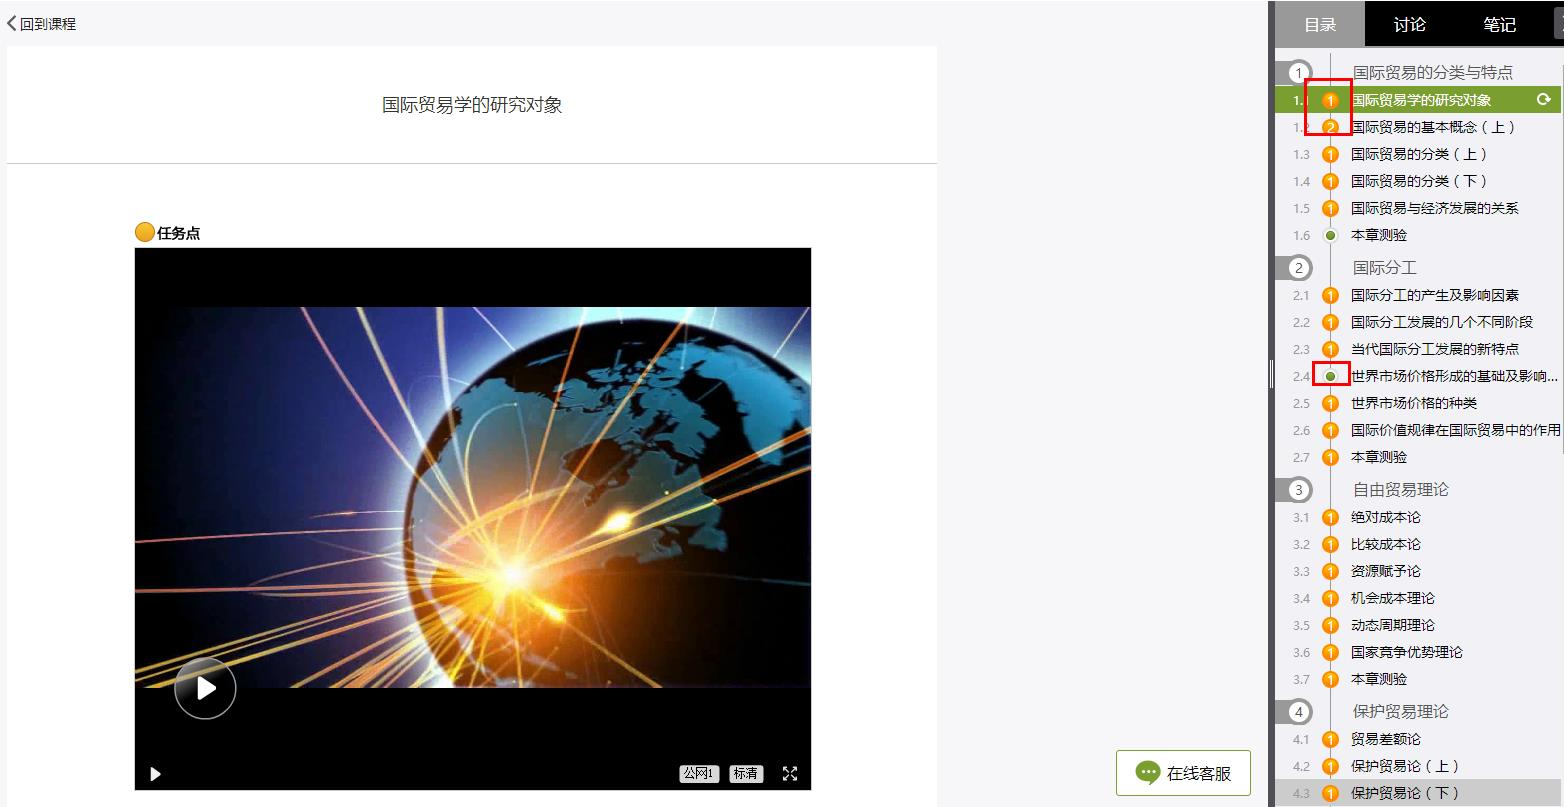 回到课程
国际贸易学的研究对象
任务点
公网1 标清
在线客服
目录 讨论 笔记
1 国际贸易的分类与特点
1. 1 国际贸易学的研究对象
1.2 2 国际贸易的基本概念（上）
1.3 1 国际贸易的分类（上）
1.4 1 国际贸易的分类（下）
1.5 1 国际贸易与经济发展的关系
1.6 本章测验
2 国际分工
2.1 1 国际分工的产生及影响因素
2.2 1 国际分工发展的几个不同阶段
2.3 1 当代国际分工发展的新特点
2.4 世界市场价格形成的基础及影响...
2.5 1 世界市场价格的种类
2.6 1 国际价值规律在国际贸易中的作用
2.7 1 本章测验
3 自由贸易理论
3.1 1 绝对成本论
3.2 1 比较成本论
3.3 1 资源赋予论
3.4 1 机会成本理论
3.5 1 动态周期理论
3.6 1 国家竞争优势理论
3.7 1 本章测验
4 保护贸易理论
4.1 1 贸易差额论
4.2 1 保护贸易论（上）
4.3 1 保护贸易论（下）